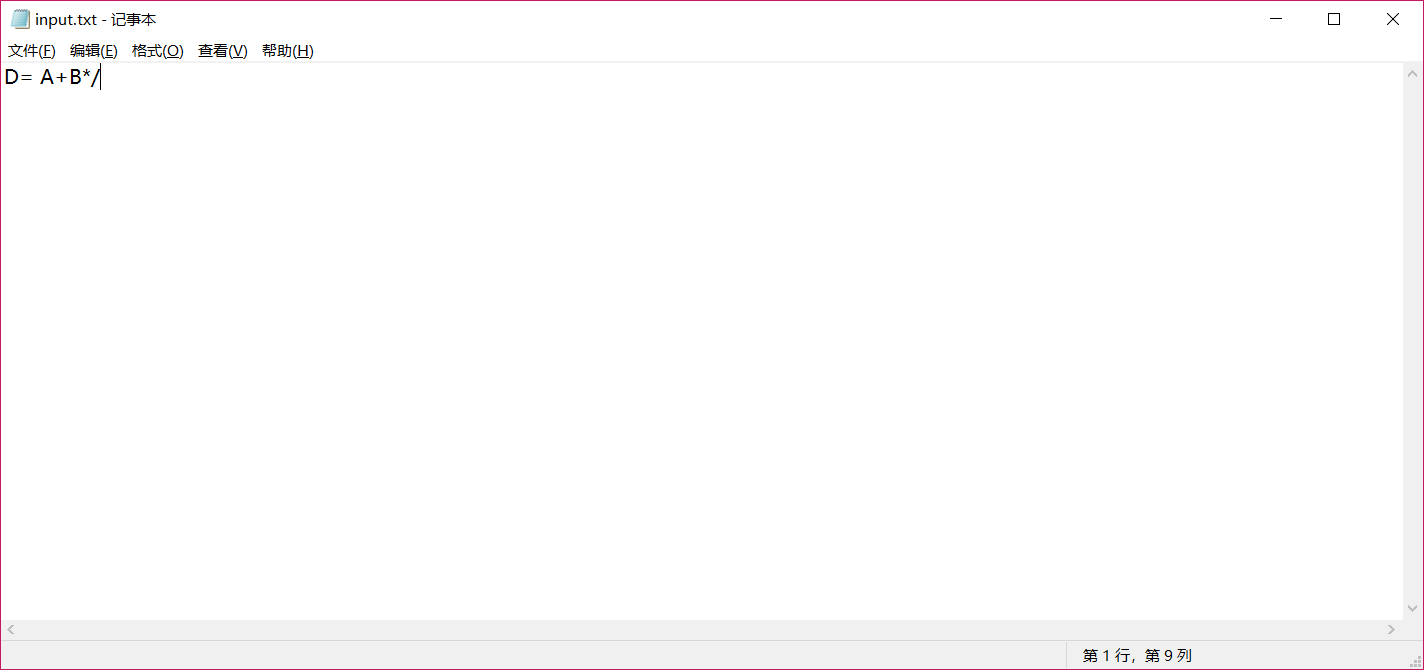 input.txt - 记事本
文件(F) 编辑(E) 格式(O) 查看(V) 帮助(H)
D= A+B*/
第 1 行，第 9 列